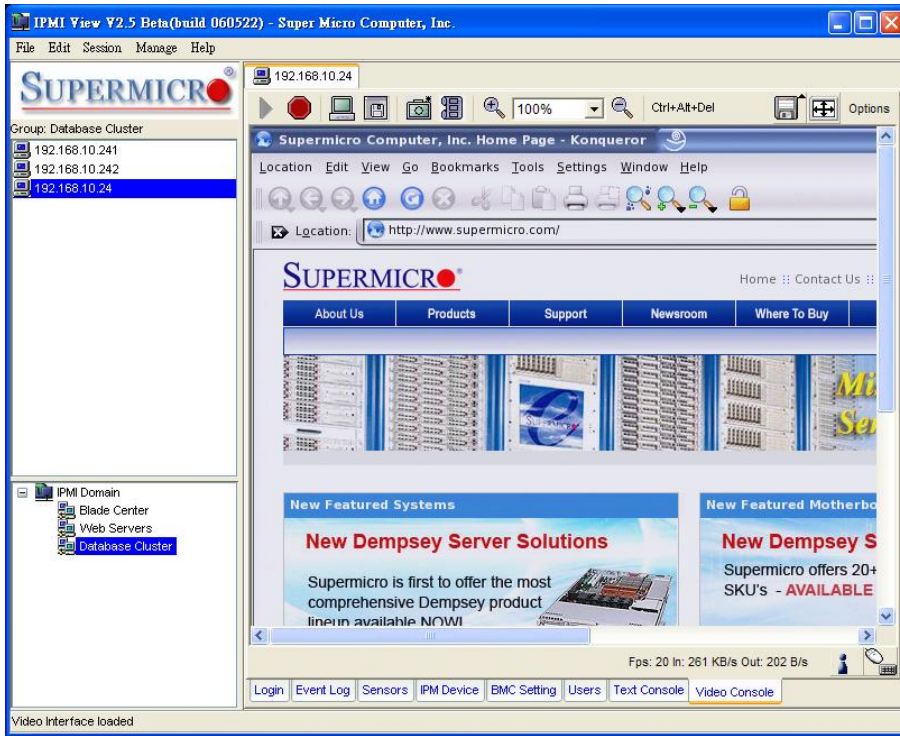 IPMI View V2.5 Beta(build 060522) - Super Micro Computer, Inc.
File Edit Session Manage Help
SUPERMICRO®
Group: Database Cluster
192.168.10.241
192.168.10.242
192.168.10.24
IPMI Domain
Blade Center
Web Servers
Database Cluster
192.168.10.24
100%
Ctrl+Alt+Del
Options
Supermicro Computer, Inc. Home Page - Konqueror
Location Edit View Go Bookmarks Tools Settings Window Help
Location: http://www.supermicro.com/
SUPERMICRO
Home :: Contact Us ::
About Us Products Support Newsroom Where To Buy
New Featured Systems
New Dempsey Server Solutions
Supermicro is first to offer the most
comprehensive Dempsey product
lineup available NOW!
New Featured Motherbo
New Dempsey S
Supermicro offers 20+
SKU's - AVAILABLE
Fps: 20 In: 261 KB/s Out: 202 B/s
Login Event Log Sensors IPM Device BMC Setting Users Text Console Video Console
Video Interface loaded